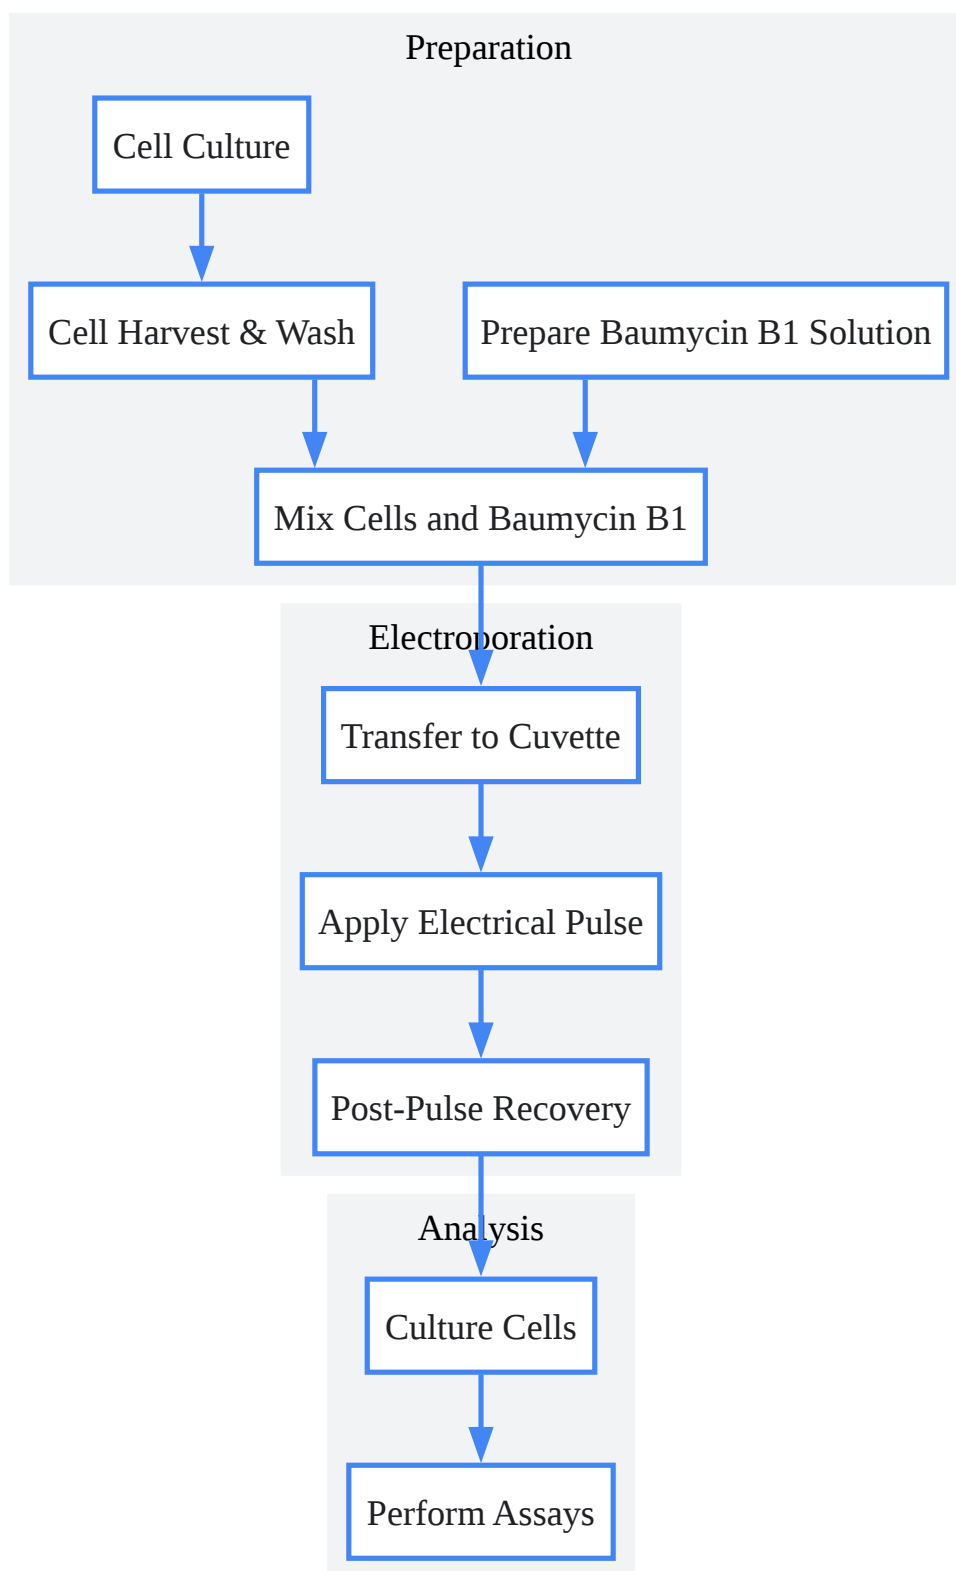 Preparation
Cell Culture
Cell Harvest & Wash
Prepare Baumycin B1 Solution
Mix Cells and Baumycin B1
Electroporation
Transfer to Cuvette
Apply Electrical Pulse
Post-Pulse Recovery
Analysis
Culture Cells
Perform Assays